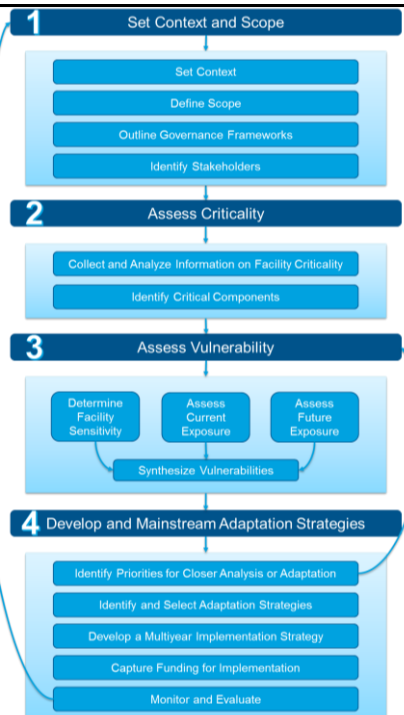 1 Set Context and Scope
Set Context
Define Scope
Outline Governance Frameworks
Identify Stakeholders
2 Assess Criticality
Collect and Analyze Information on Facility Criticality
Identify Critical Components
3 Assess Vulnerability
Determine
Facility
Sensitivity
Assess
Current
Exposure
Assess
Future
Exposure
Synthesize Vulnerabilities
4 Develop and Mainstream Adaptation Strategies
Identify Priorities for Closer Analysis or Adaptation
Identify and Select Adaptation Strategies
Develop a Multiyear Implementation Strategy
Capture Funding for Implementation
Monitor and Evaluate